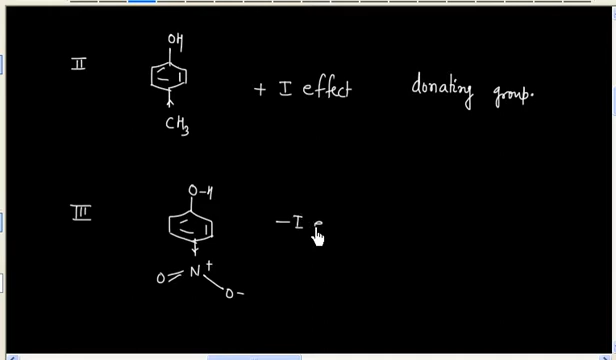 OH
II
+ I effect donating group.
CH3
O-H
III
-I e
O=N+
O-